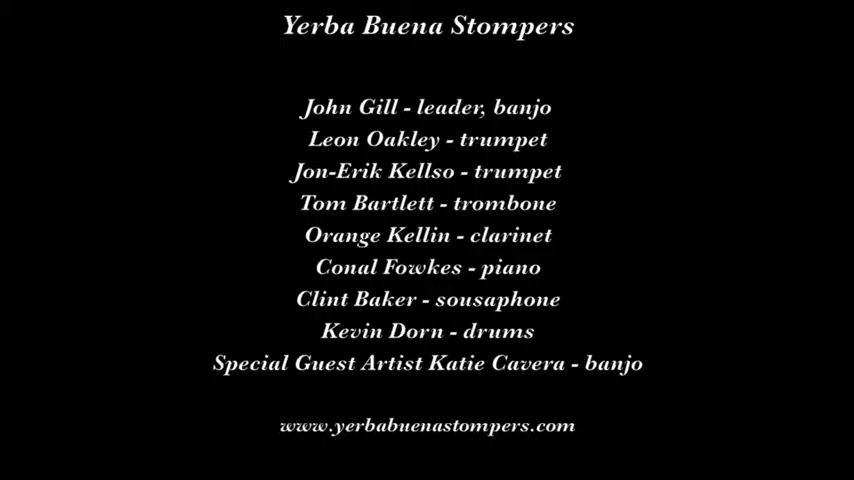 Yerba Buena Stompers
John Gill - leader, banjo
Leon Oakley - trumpet
Jon-Erik Kellso - trumpet
Tom Bartlett - trombone
Orange Kellin - clarinet
Conal Fowkes - piano
Clint Baker - sousaphone
Kevin Dorn - drums
Special Guest Artist Katie Cavera - banjo
www.yerbabuenastompers.com